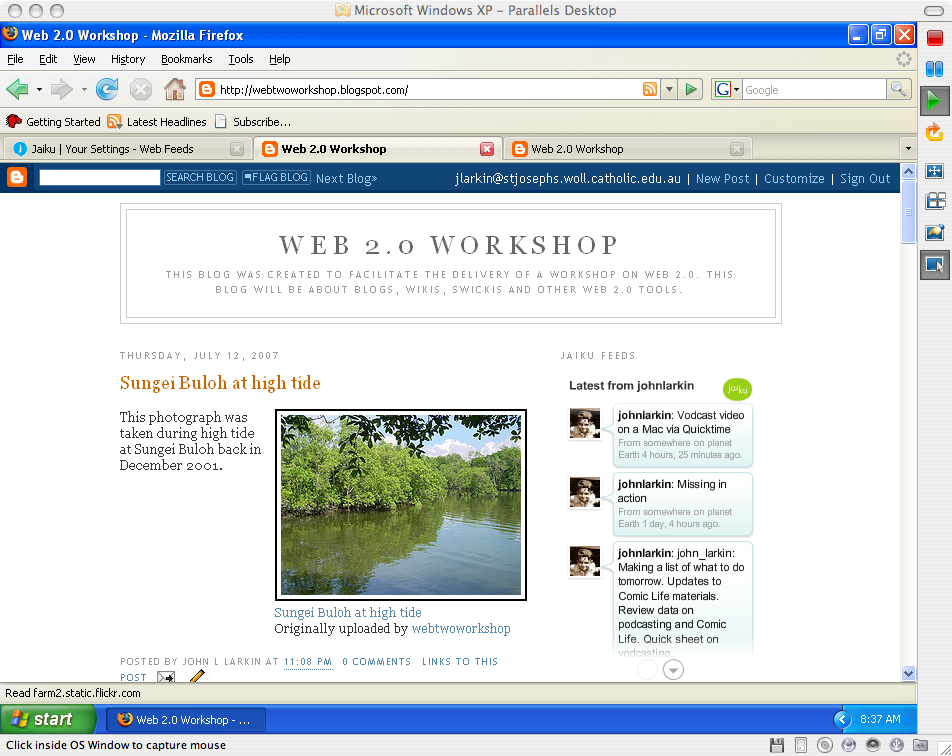 Microsoft Windows XP – Parallels Desktop
Web 2.0 Workshop - Mozilla Firefox
File Edit View History Bookmarks Tools Help
http://webtwoworkshop.blogspot.com/
G Google
Getting Started Latest Headlines Subscribe...
Jaiku | Your Settings - Web Feeds Web 2.0 Workshop Web 2.0 Workshop
SEARCH BLOG FLAG BLOG Next Blog» jlarkin@stjosephs.woll.catholic.edu.au | New Post | Customize | Sign Out
WEB 2.0 WORKSHOP
THIS BLOG WAS CREATED TO FACILITATE THE DELIVERY OF A WORKSHOP ON WEB 2.0. THIS
BLOG WILL BE ABOUT BLOGS, WIKIS, SWICKIS AND OTHER WEB 2.0 TOOLS.
THURSDAY, JULY 12, 2007
Sungei Buloh at high tide
This photograph was
taken during high tide
at Sungei Buloh back in
December 2001.
Sungei Buloh at high tide
Originally uploaded by webtwoworkshop
POSTED BY JOHN L LARKIN AT 11:08 PM 0 COMMENTS LINKS TO THIS
POST
JAIKU FEEDS
Latest from johnlarkin
jaiku
johnlarkin: Vodcast video
on a Mac via Quicktime
From somewhere on planet
Earth 4 hours, 25 minutes ago.
johnlarkin: Missing in
action
From somewhere on planet
Earth 1 day, 4 hours ago.
johnlarkin: john_larkin:
Making a list of what to do
tomorrow. Updates to
Comic Life materials.
Review data on
podcasting and Comic
Life. Quick sheet on
vodcasting.
Read farm2.static.flickr.com
start Web 2.0 Workshop - ... 8:37 AM
Click inside OS Window to capture mouse